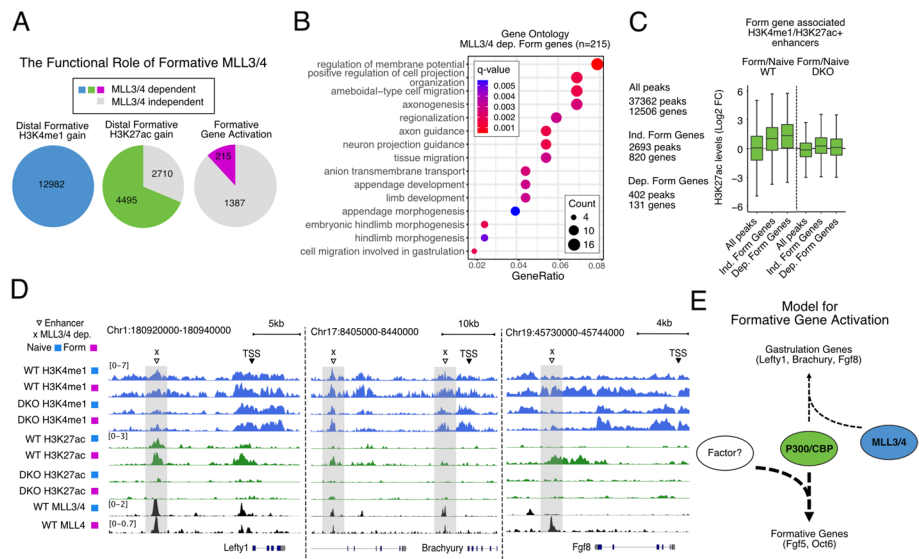 A
The Functional Role of Formative MLL3/4
MLL3/4 dependent
MLL3/4 independent
Distal Formative
H3K4me1 gain
Distal Formative
H3K27ac gain
Formative
Gene Activation
12982
2710
4495
215
1387
B
Gene Ontology
MLL3/4 dep. Form genes (n=215)
regulation of membrane potential
positive regulation of cell projection
organization
ameboidal-type cell migration
axonogenesis
regionalization
axon guidance
neuron projection guidance
tissue migration
anion transmembrane transport
appendage development
limb development
appendage morphogenesis
embryonic hindlimb morphogenesis
hindlimb morphogenesis
cell migration involved in gastrulation
q-value
0.005
0.004
0.003
0.002
0.001
Count
4
10
16
0.02 0.04 0.06 0.08
GeneRatio
C
Form gene associated
H3K4me1/H3K27ac+
enhancers
Form/Naive
WT
Form/Naive
DKO
All peaks
37362 peaks
12506 genes
Ind. Form Genes
2693 peaks
820 genes
Dep. Form Genes
402 peaks
131 genes
H3K27ac levels (Log2 FC)
6
3
0
−3
−6
All peaks
Ind. Form Genes
Dep. Form Genes
All peaks
Ind. Form Genes
Dep. Form Genes
D
Enhancer
x MLL3/4 dep.
Naive Form
Chr1:180920000-180940000
5kb
Chr17:8405000-8440000
10kb
Chr19:45730000-45744000
4kb
x
TSS
x
x
TSS
x
TSS
WT H3K4me1
[0−7]
WT H3K4me1
DKO H3K4me1
DKO H3K4me1
WT H3K27ac
[0−3]
WT H3K27ac
DKO H3K27ac
DKO H3K27ac
WT MLL3/4
[0−2]
WT MLL4
[0−0.7]
Lefty1
Brachyury
Fgf8
E
Model for
Formative Gene Activation
Gastrulation Genes
(Lefty1, Brachury, Fgf8)
Factor?
P300/CBP
MLL3/4
Formative Genes
(Fgf5, Oct6)